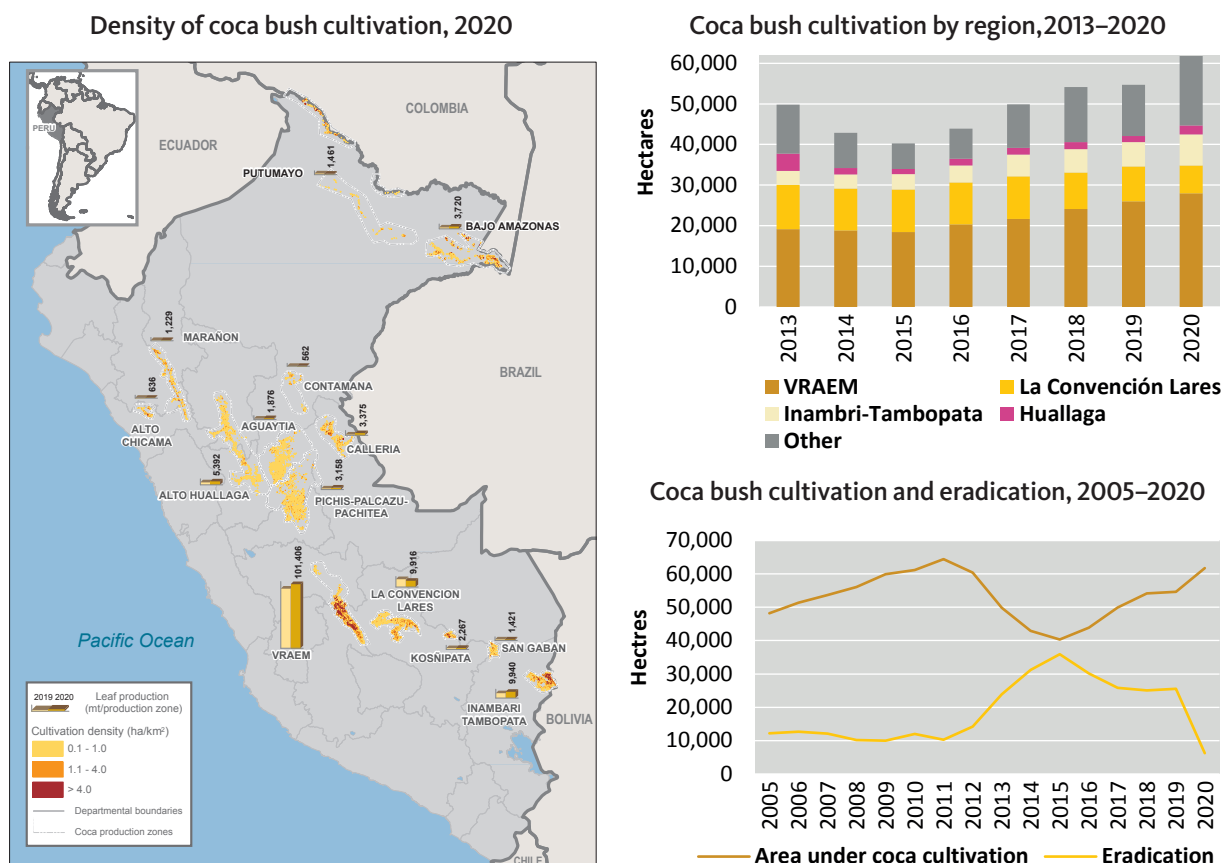 Density of coca bush cultivation, 2020
PERU
COLOMBIA
ECUADOR
PUTUMAYO
1,461
3,720
BAJO AMAZONAS
1,229
MARAÑON
562
CONTAMANA
636
ALTO
CHICAMA
1,876
AGUAYTIA
3,375
CALLERIA
BRAZIL
5,392
ALTO HUALLAGA
3,158
PICHIS-PALCAZU-
PACHITEA
101,406
VRAEM
9,916
LA CONVENCION
LARES
Pacific Ocean
2,267
KOSÑIPATA
1,421
SAN GABAN
9,940
INAMBARI
TAMBOPATA
BOLIVIA
CHILE
2019 2020
Leaf production
(mt/production zone)
Cultivation density (ha/km²)
0.1 - 1.0
1.1 - 4.0
> 4.0
Departmental boundaries
Coca production zones
Coca bush cultivation by region,2013–2020
Hectares
60,000
50,000
40,000
30,000
20,000
10,000
0
2013
2014
2015
2016
2017
2018
2019
2020
VRAEM
La Convención Lares
Inambri-Tambopata
Huallaga
Other
Coca bush cultivation and eradication, 2005–2020
Hectres
70,000
60,000
50,000
40,000
30,000
20,000
10,000
0
2005
2006
2007
2008
2009
2010
2011
2012
2013
2014
2015
2016
2017
2018
2019
2020
Area under coca cultivation
Eradication